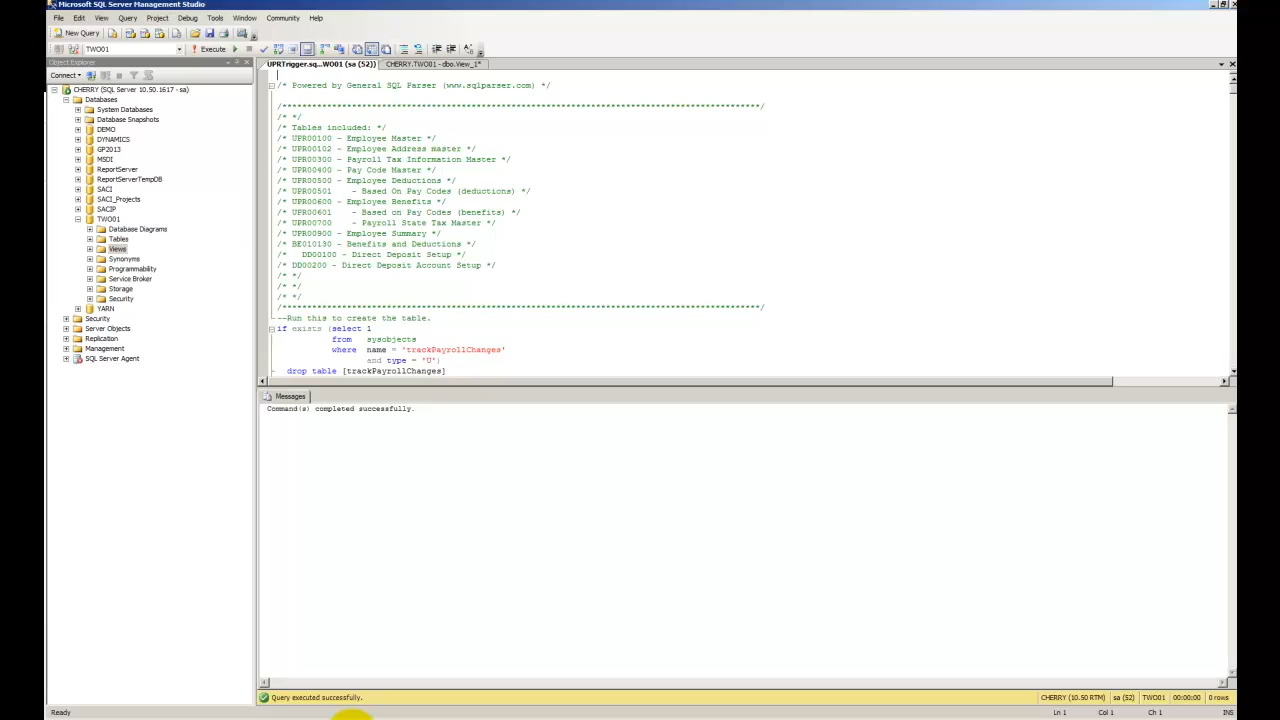 Microsoft SQL Server Management Studio
File Edit View Query Project Debug Tools Window Community Help
New Query
TWO01 Execute
Object Explorer
Connect
CHERRY (SQL Server 10.50.1617 - sa)
Databases
System Databases
Database Snapshots
DEMO
DYNAMICS
GP2013
MSDI
ReportServer
ReportServerTempDB
SACI
SACI_Projects
SACIP
TWO01
Database Diagrams
Tables
Views
Synonyms
Programmability
Service Broker
Storage
Security
YARN
Security
Server Objects
Replication
Management
SQL Server Agent
UPRTrigger.sq...WO01 (sa (52)) CHERRY.TWO01 - dbo.View_1*
/* Powered by General SQL Parser (www.sqlparser.com) */
/*********************************************************************************************/
/* */
/* Tables included: */
/* UPR00100 - Employee Master */
/* UPR00102 - Employee Address master */
/* UPR00300 - Payroll Tax Information Master */
/* UPR00400 - Pay Code Master */
/* UPR00500 - Employee Deductions */
/* UPR00501    - Based On Pay Codes (deductions) */
/* UPR00600 - Employee Benefits */
/* UPR00601    - Based on Pay Codes (benefits) */
/* UPR00700    - Payroll State Tax Master */
/* UPR00900 - Employee Summary */
/* BE010130 - Benefits and Deductions */
/*   DD00100 - Direct Deposit Setup */
/* DD00200 - Direct Deposit Account Setup */
/* */
/* */
/* */
/*********************************************************************************************/
--Run this to create the table.
if exists (select 1
from   sysobjects
where  name = 'trackPayrollChanges'
and type = 'U')
drop table [trackPayrollChanges]
Messages
Command(s) completed successfully.
Query executed successfully. CHERRY (10.50 RTM) sa (52) TWO01 00:00:00 0 rows
Ready Ln 1 Col 1 Ch 1 INS